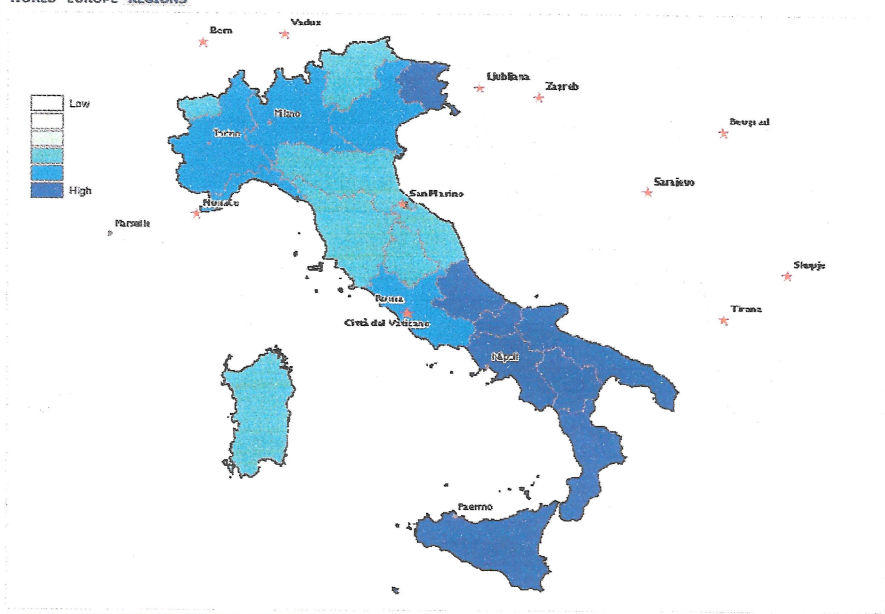 WORLD EUROPE REGIONS
Bern
Vaduz
Ljubljana
Zagreb
Low
Milano
Torino
Beograd
High
Sarajevo
San Marino
Monaco
Marseille
Skopje
Roma
Tirana
Città del Vaticano
Napoli
Palermo